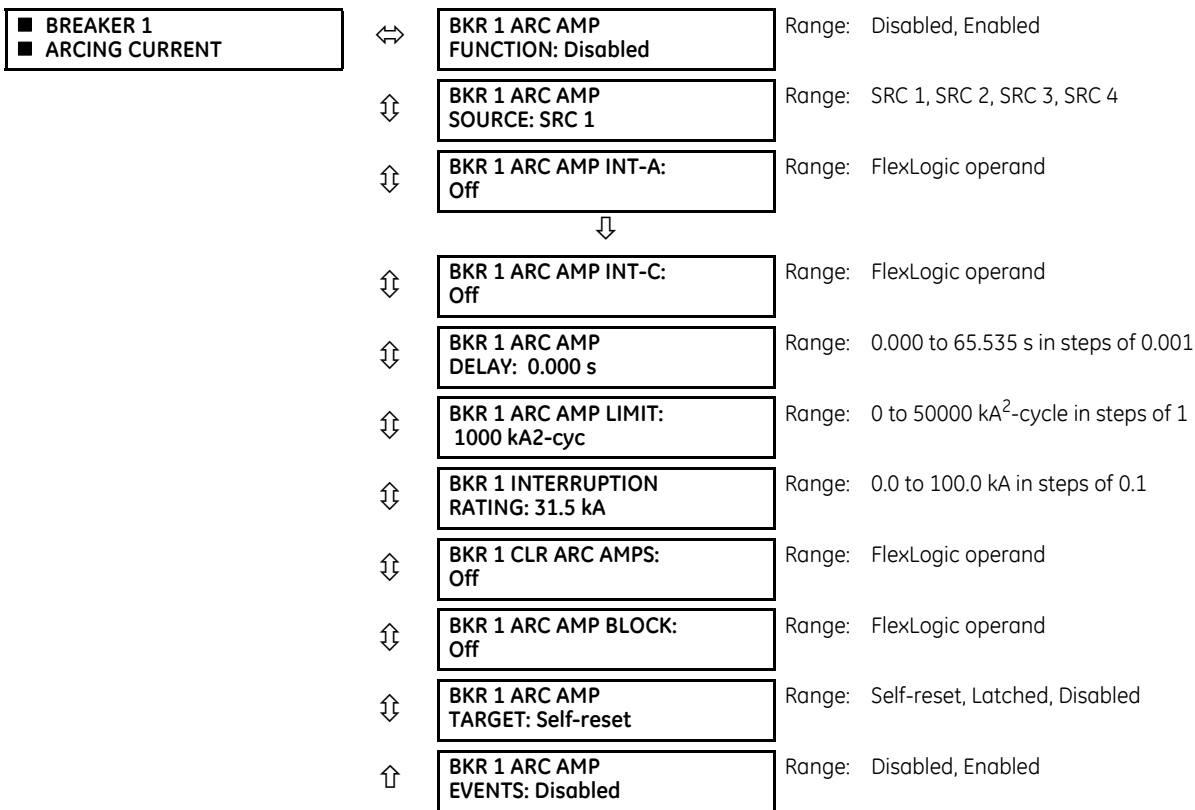 ■ BREAKER 1
■ ARCING CURRENT
BKR 1 ARC AMP
FUNCTION: Disabled
Range: Disabled, Enabled
BKR 1 ARC AMP
SOURCE: SRC 1
Range: SRC 1, SRC 2, SRC 3, SRC 4
BKR 1 ARC AMP INT-A:
Off
Range: FlexLogic operand
BKR 1 ARC AMP INT-C:
Off
Range: FlexLogic operand
BKR 1 ARC AMP
DELAY: 0.000 s
Range: 0.000 to 65.535 s in steps of 0.001
BKR 1 ARC AMP LIMIT:
1000 kA2-cyc
Range: 0 to 50000 kA²-cycle in steps of 1
BKR 1 INTERRUPTION
RATING: 31.5 kA
Range: 0.0 to 100.0 kA in steps of 0.1
BKR 1 CLR ARC AMPS:
Off
Range: FlexLogic operand
BKR 1 ARC AMP BLOCK:
Off
Range: FlexLogic operand
BKR 1 ARC AMP
TARGET: Self-reset
Range: Self-reset, Latched, Disabled
BKR 1 ARC AMP
EVENTS: Disabled
Range: Disabled, Enabled